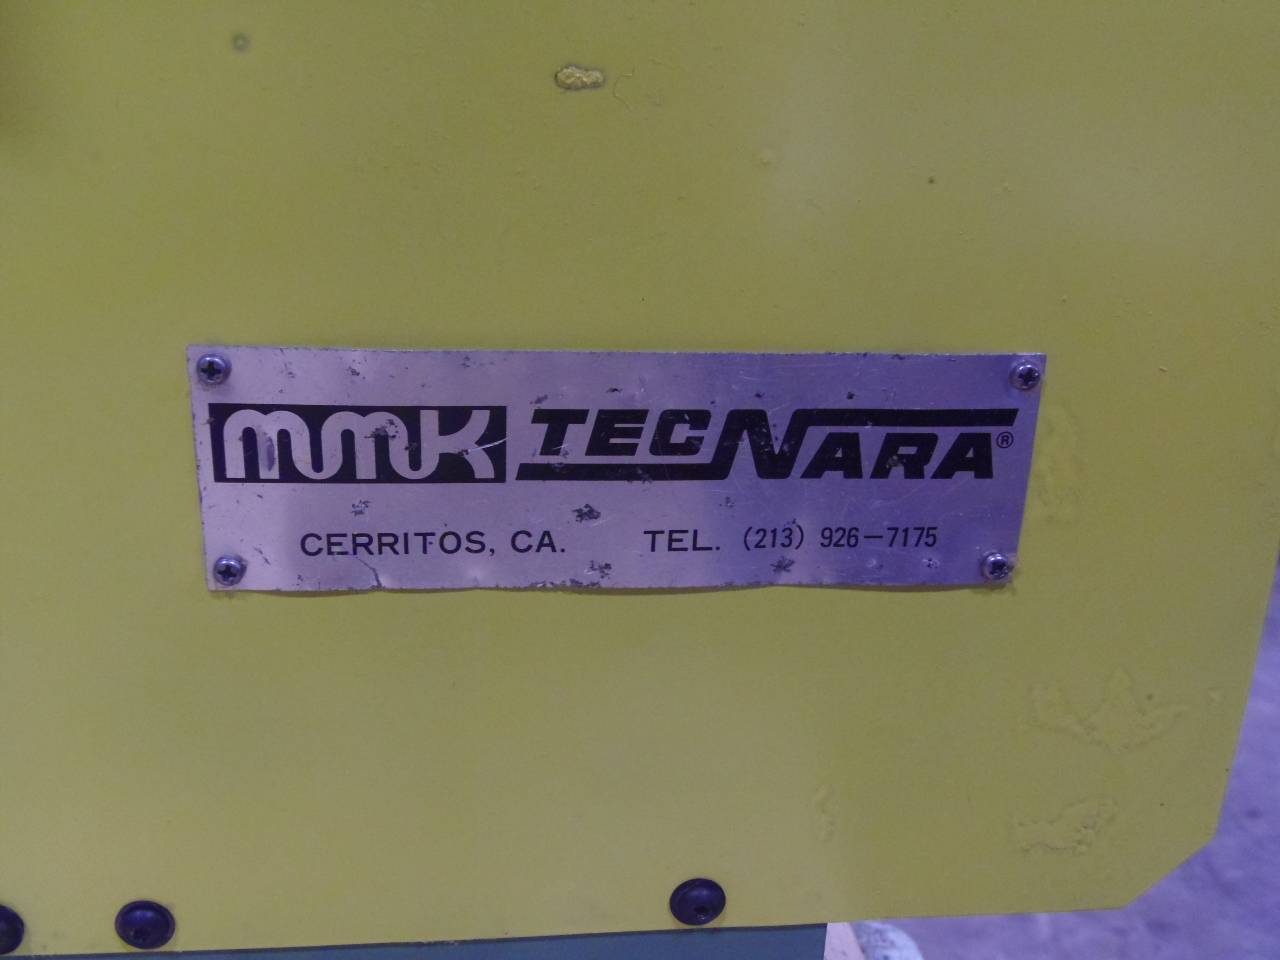 MMK TECNARA®
CERRITOS, CA. TEL. (213) 926-7175